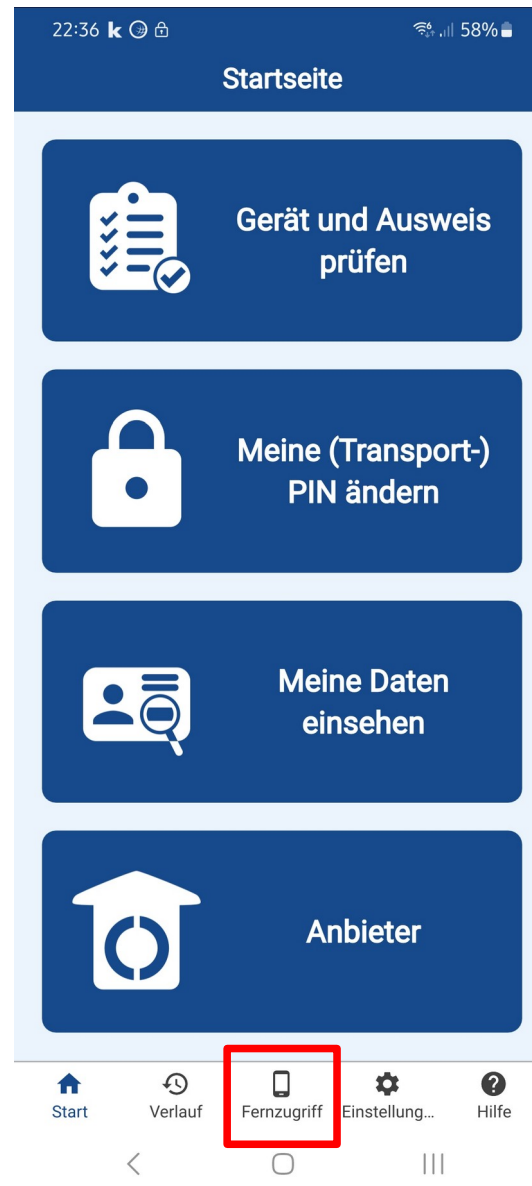 22:36 k 58%
Startseite
Gerät und Ausweis
prüfen
Meine (Transport-)
PIN ändern
Meine Daten
einsehen
Anbieter
Start Verlauf Fernzugriff Einstellung... Hilfe